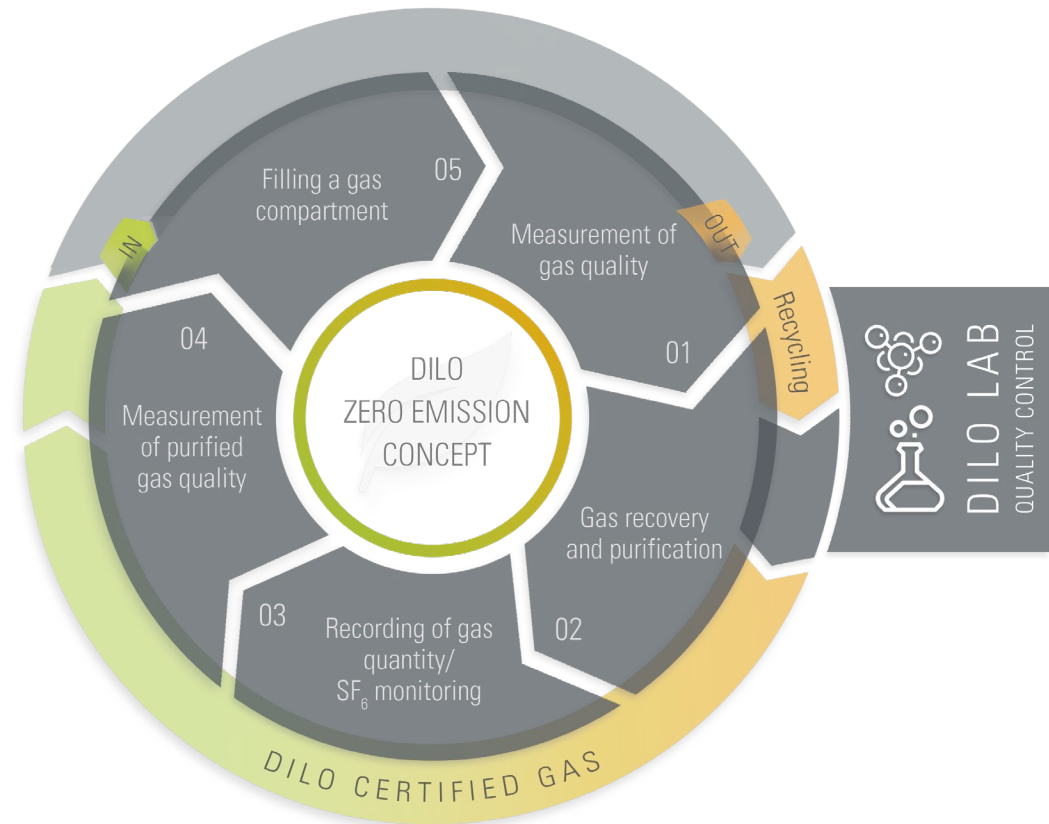 DILO
ZERO EMISSION
CONCEPT
Measurement of
gas quality
01
Gas recovery
and purification
02
Recording of gas
quantity/
SF₆ monitoring
03
Measurement
of purified
gas quality
04
Filling a gas
compartment
05
IN
OUT
Recycling
DILO CERTIFIED GAS
DILO LAB
QUALITY CONTROL